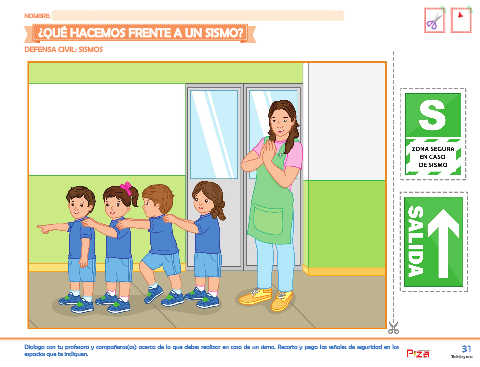 NOMBRE:
¿QUÉ HACEMOS FRENTE A UN SISMO?
DEFENSA CIVIL: SISMOS
S
ZONA SEGURA
EN CASO
DE SISMO
SALIDA
Dialoga con tu profesora y compañeros(as) acerca de lo que debes realizar en caso de un sismo. Recorta y pega las señales de seguridad en los
espacios que te indiquen.
31